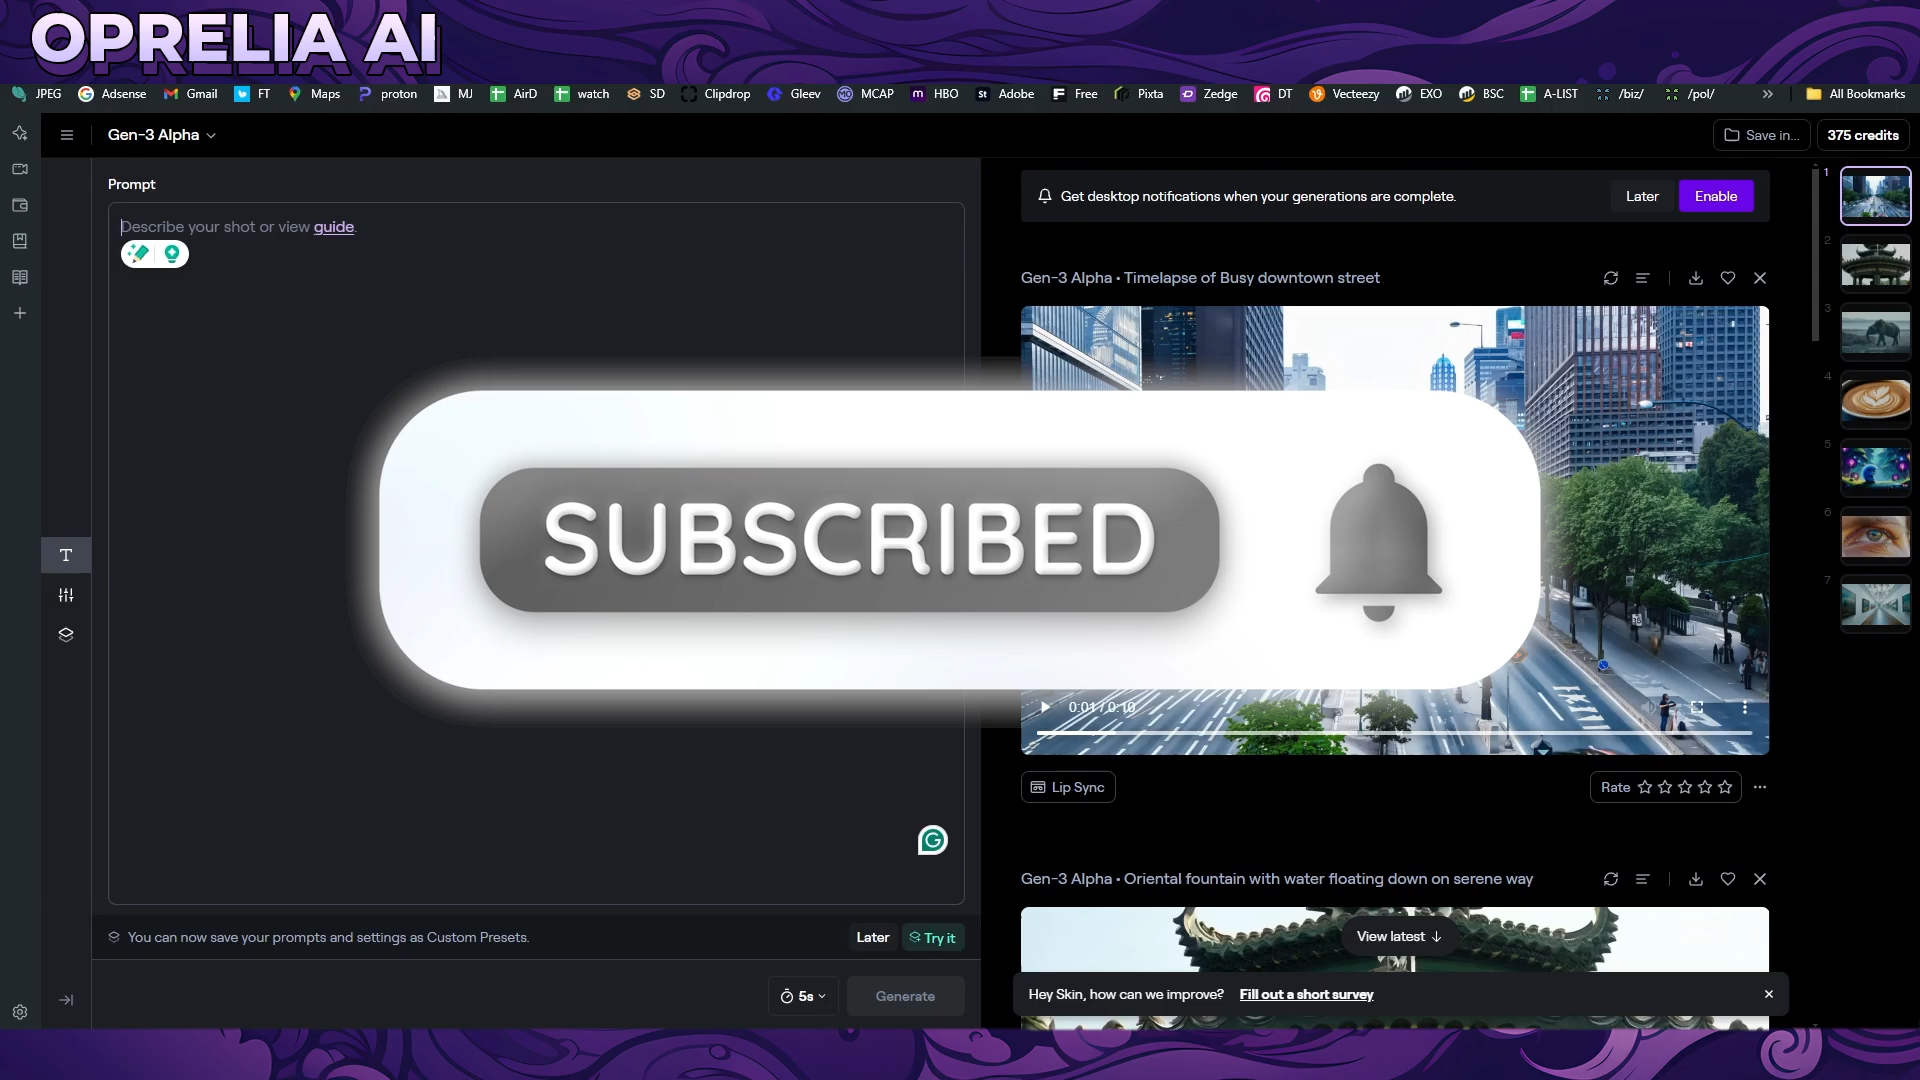 OPRELIA AI
JPEG Adsense Gmail FT Maps proton MJ AirD watch SD Clipdrop Gleev MCAP HBO Adobe Free Pixta Zedge DT Vecteezy EXO BSC A-LIST /biz/ /pol/ » All Bookmarks
Gen-3 Alpha
Save in...
375 credits
Prompt
Describe your shot or view guide.
Get desktop notifications when your generations are complete.
Later
Enable
Gen-3 Alpha • Timelapse of Busy downtown street
SUBSCRIBED
0:01 / 0:10
Lip Sync
Rate
Gen-3 Alpha • Oriental fountain with water floating down on serene way
View latest ↓
You can now save your prompts and settings as Custom Presets.
Later
Try it
5s
Generate
Hey Skin, how can we improve? Fill out a short survey
1
2
3
4
5
6
7